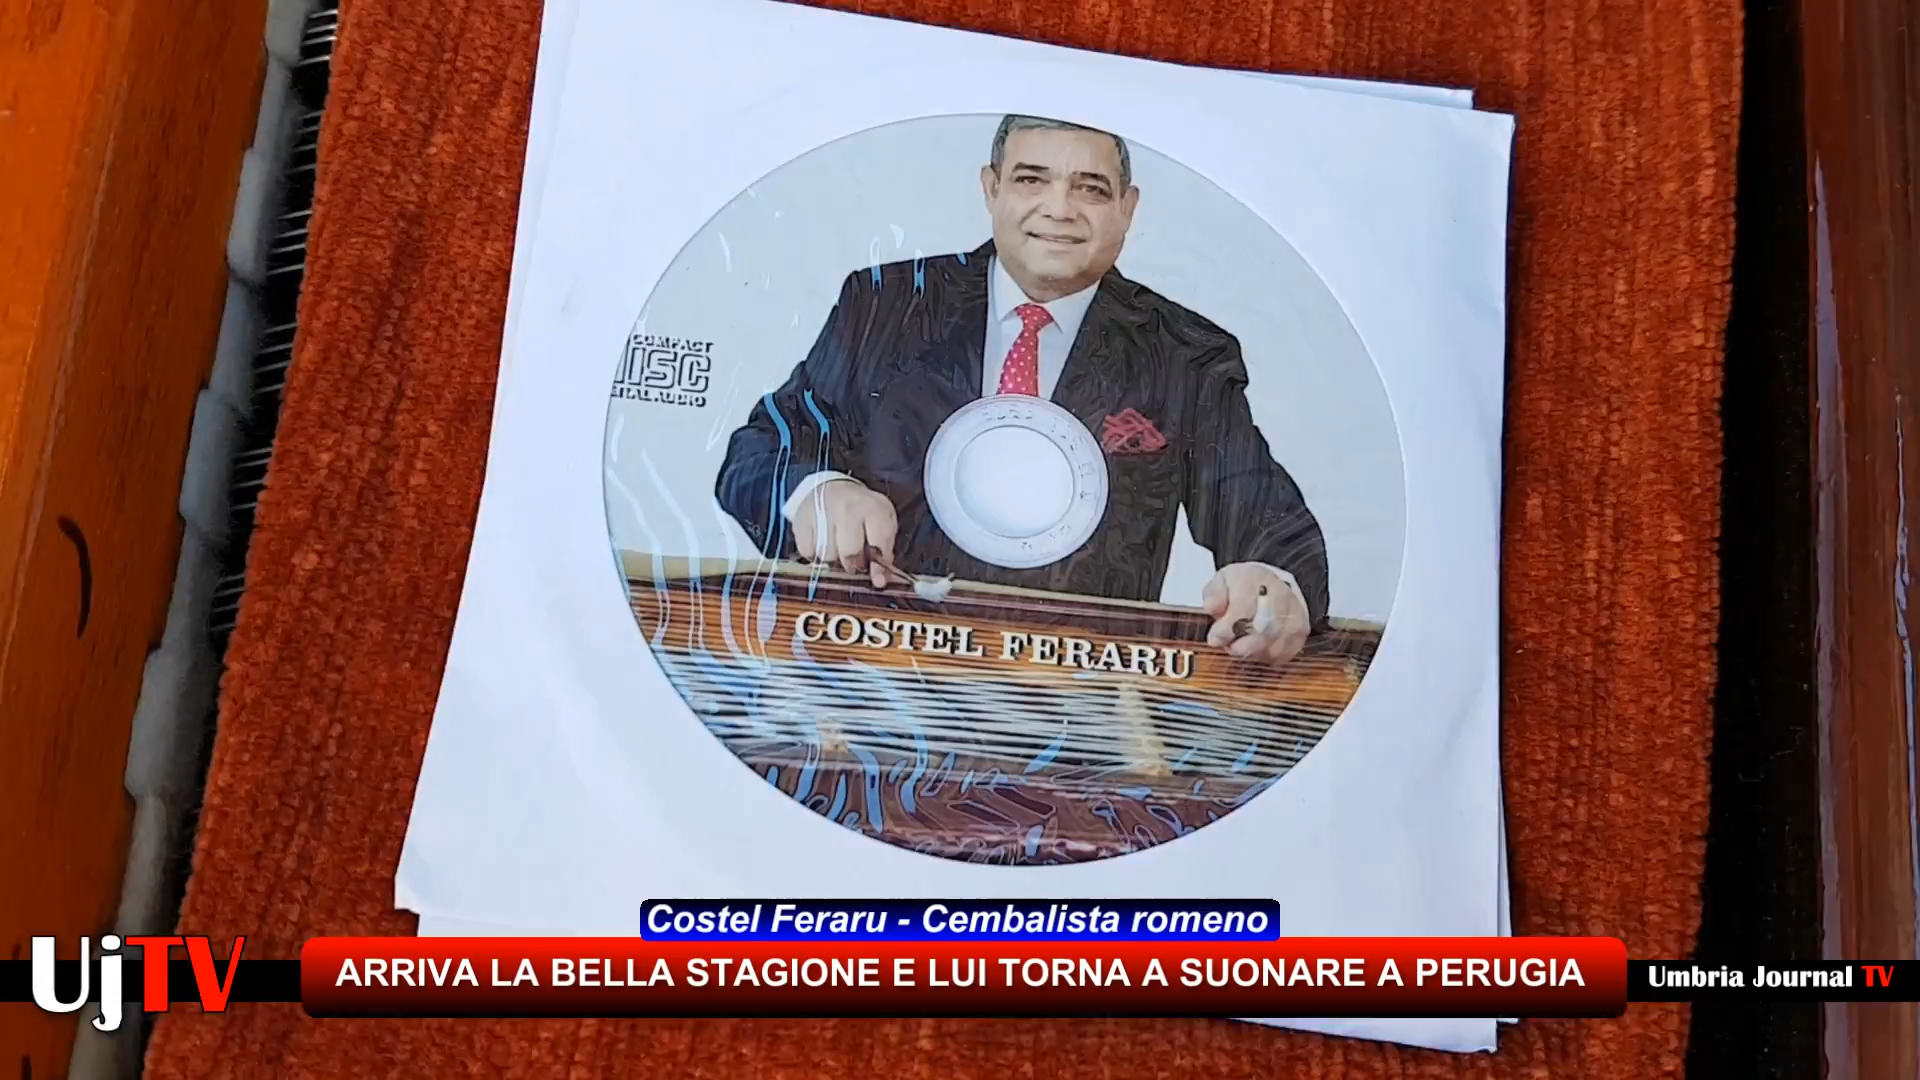 COMPACT
DISC
DIGITAL AUDIO
COSTEL FERARU
Costel Feraru - Cembalista romeno
UjTV
ARRIVA LA BELLA STAGIONE E LUI TORNA A SUONARE A PERUGIA
Umbria Journal TV